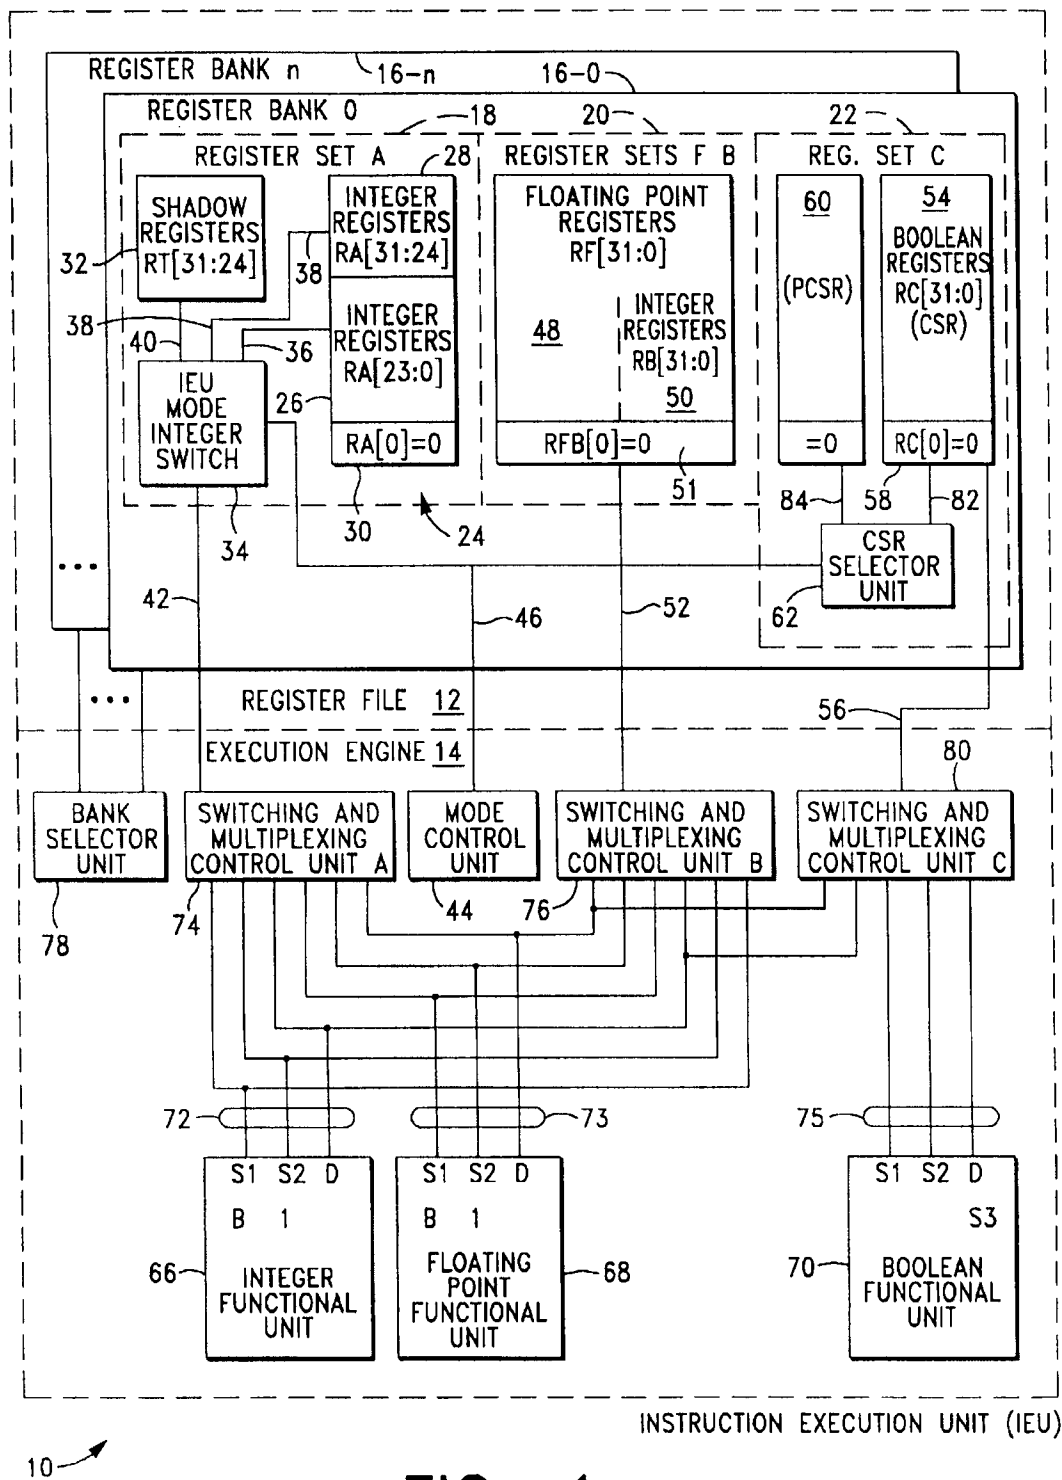 REGISTER BANK n
16-n
16-0
REGISTER BANK 0
18
20
22
REGISTER SET A
28
REGISTER SETS F B
REG. SET C
SHADOW
REGISTERS
RT[31:24]
32
INTEGER
REGISTERS
RA[31:24]
38
38
40
36
INTEGER
REGISTERS
RA[23:0]
26
RA[0]=0
30
IEU
MODE
INTEGER
SWITCH
34
24
FLOATING POINT
REGISTERS
RF[31:0]
48
INTEGER
REGISTERS
RB[31:0]
50
RFB[0]=0
51
60
(PCSR)
=0
54
BOOLEAN
REGISTERS
RC[31:0]
(CSR)
RC[0]=0
84
58
82
CSR
SELECTOR
UNIT
62
...
42
46
52
...
REGISTER FILE 12
56
EXECUTION ENGINE 14
80
BANK
SELECTOR
UNIT
78
SWITCHING AND
MULTIPLEXING
CONTROL UNIT A
74
MODE
CONTROL
UNIT
44
SWITCHING AND
MULTIPLEXING
CONTROL UNIT B
76
SWITCHING AND
MULTIPLEXING
CONTROL UNIT C
72
73
75
S1 S2 D
B 1
INTEGER
FUNCTIONAL
UNIT
66
S1 S2 D
B 1
FLOATING
POINT
FUNCTIONAL
UNIT
68
S1 S2 D
S3
BOOLEAN
FUNCTIONAL
UNIT
70
INSTRUCTION EXECUTION UNIT (IEU)
10